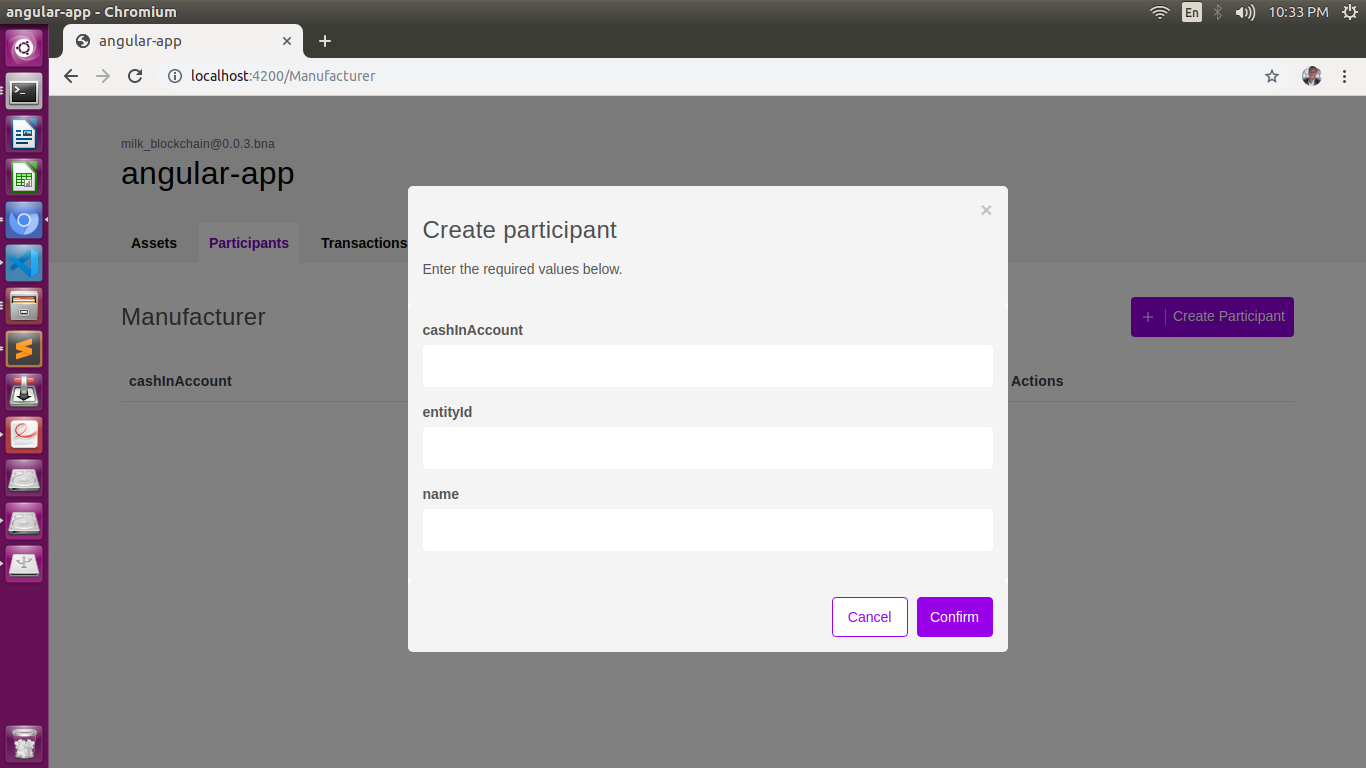 angular-app - Chromium
En
10:33 PM
angular-app
localhost:4200/Manufacturer
milk_blockchain@0.0.3.bna
angular-app
Assets
Participants
Transactions
Manufacturer
+ Create Participant
cashInAccount
Actions
Create participant
×
Enter the required values below.
cashInAccount
entityId
name
Cancel
Confirm